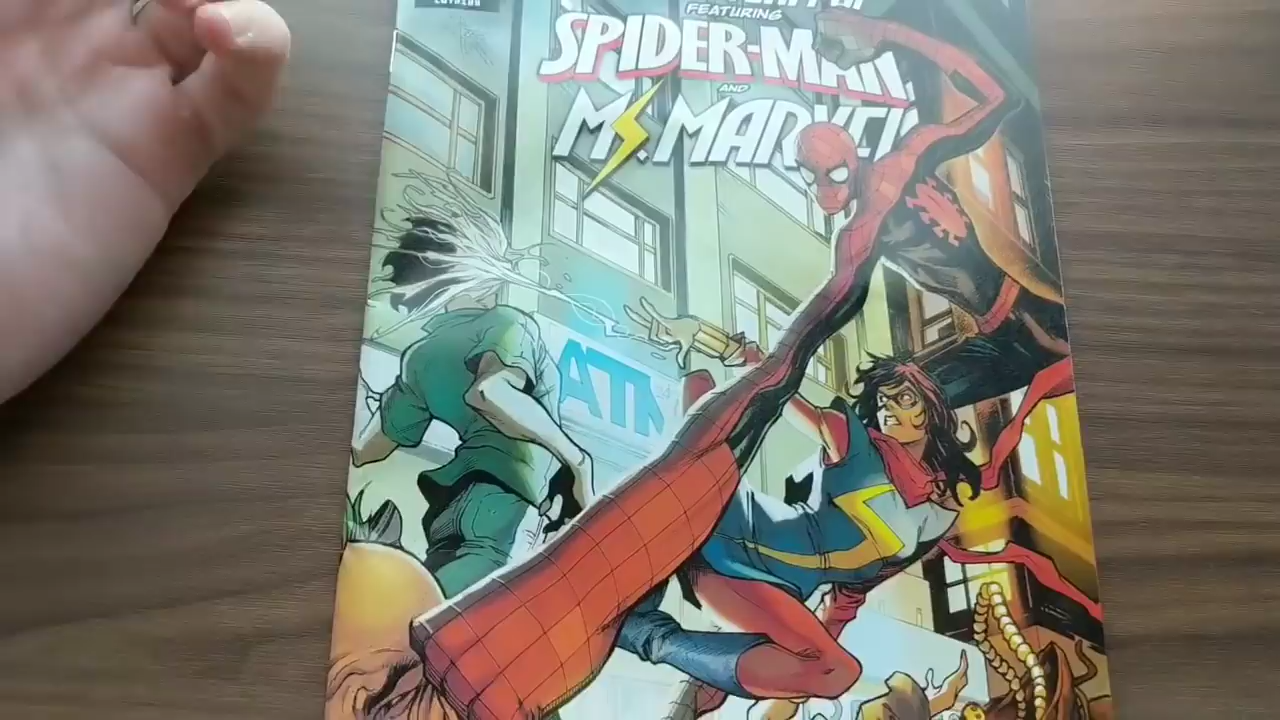 FEATURING
SPIDER-MAN
AND
MS. MARVEL
ATM